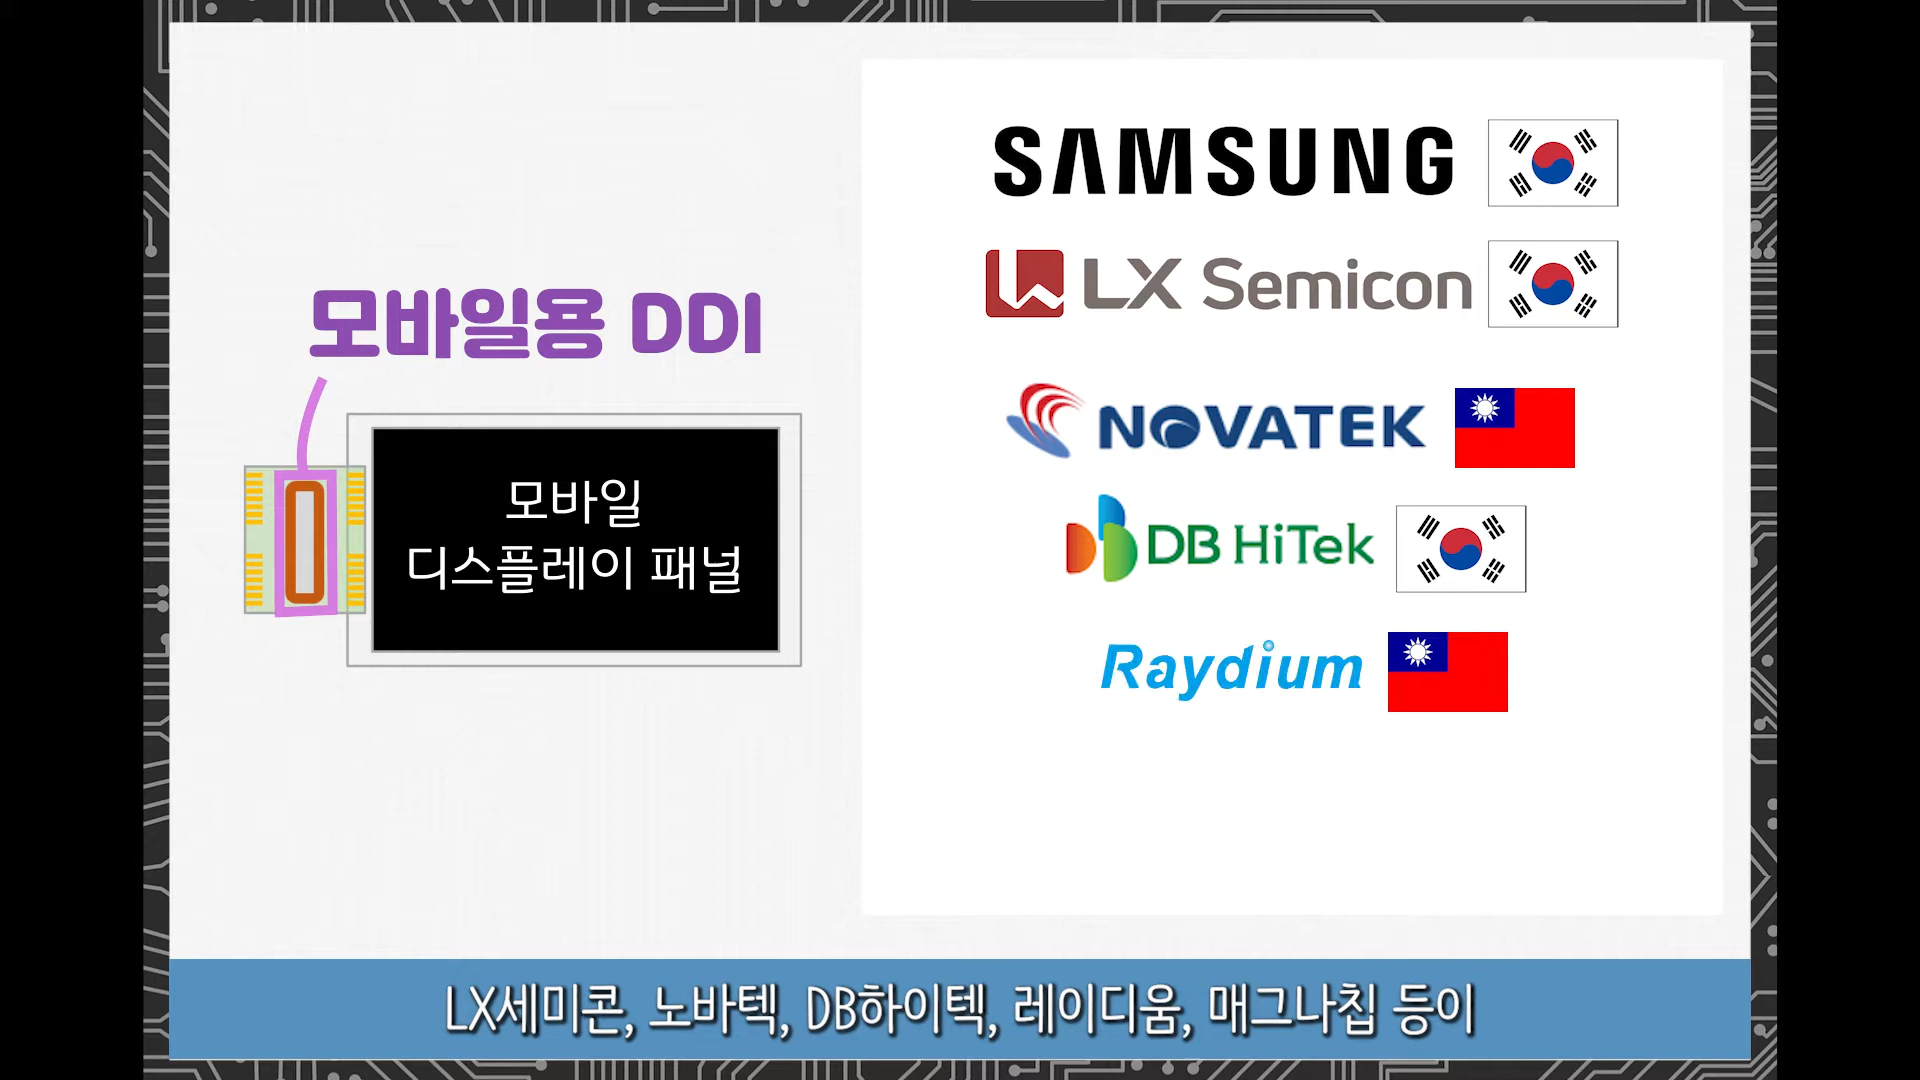 모바일용 DDI
모바일
디스플레이 패널
SAMSUNG
LX Semicon
NOVATEK
DB HiTek
Raydium
LX세미콘, 노바텍, DB하이텍, 레이디움, 매그나칩 등이